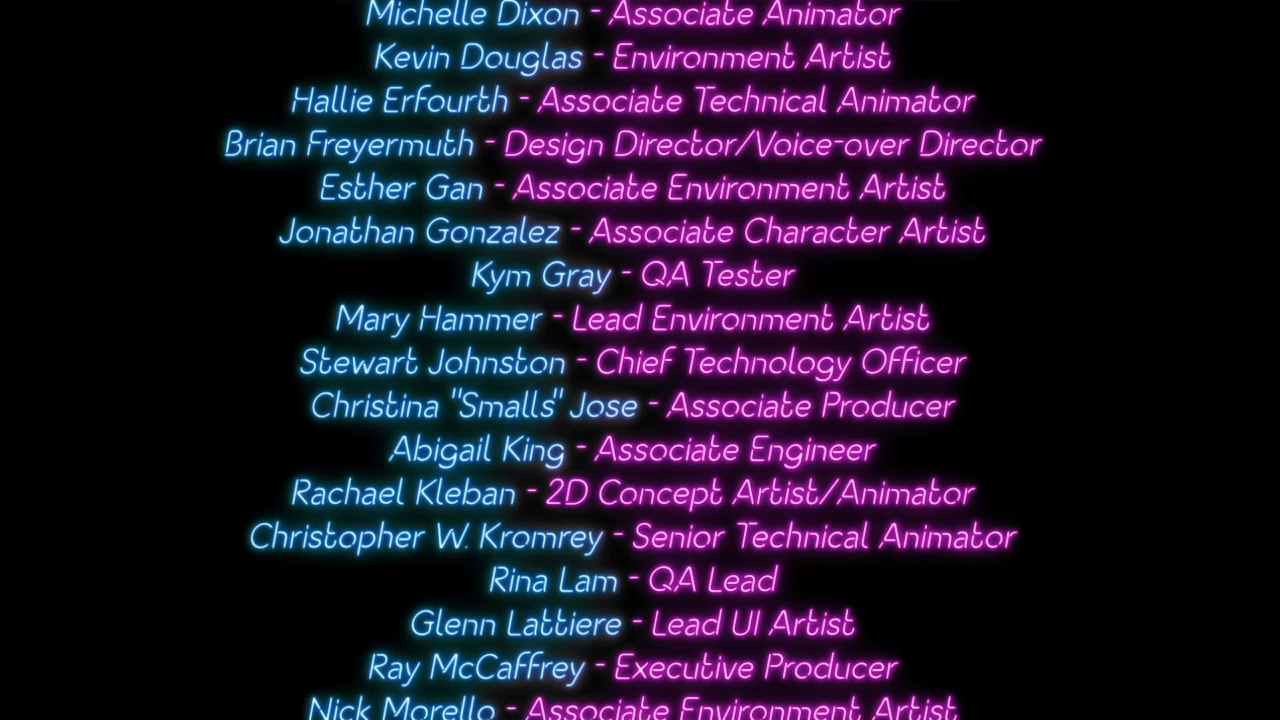 Michelle Dixon - Associate Animator
Kevin Douglas - Environment Artist
Hallie Erfourth - Associate Technical Animator
Brian Freyermuth - Design Director/Voice-over Director
Esther Gan - Associate Environment Artist
Jonathan Gonzalez - Associate Character Artist
Kym Gray - QA Tester
Mary Hammer - Lead Environment Artist
Stewart Johnston - Chief Technology Officer
Christina "Smalls" Jose - Associate Producer
Abigail King - Associate Engineer
Rachael Kleban - 2D Concept Artist/Animator
Christopher W. Kromrey - Senior Technical Animator
Rina Lam - QA Lead
Glenn Lattiere - Lead UI Artist
Ray McCaffrey - Executive Producer
Nick Morello - Associate Environment Artist